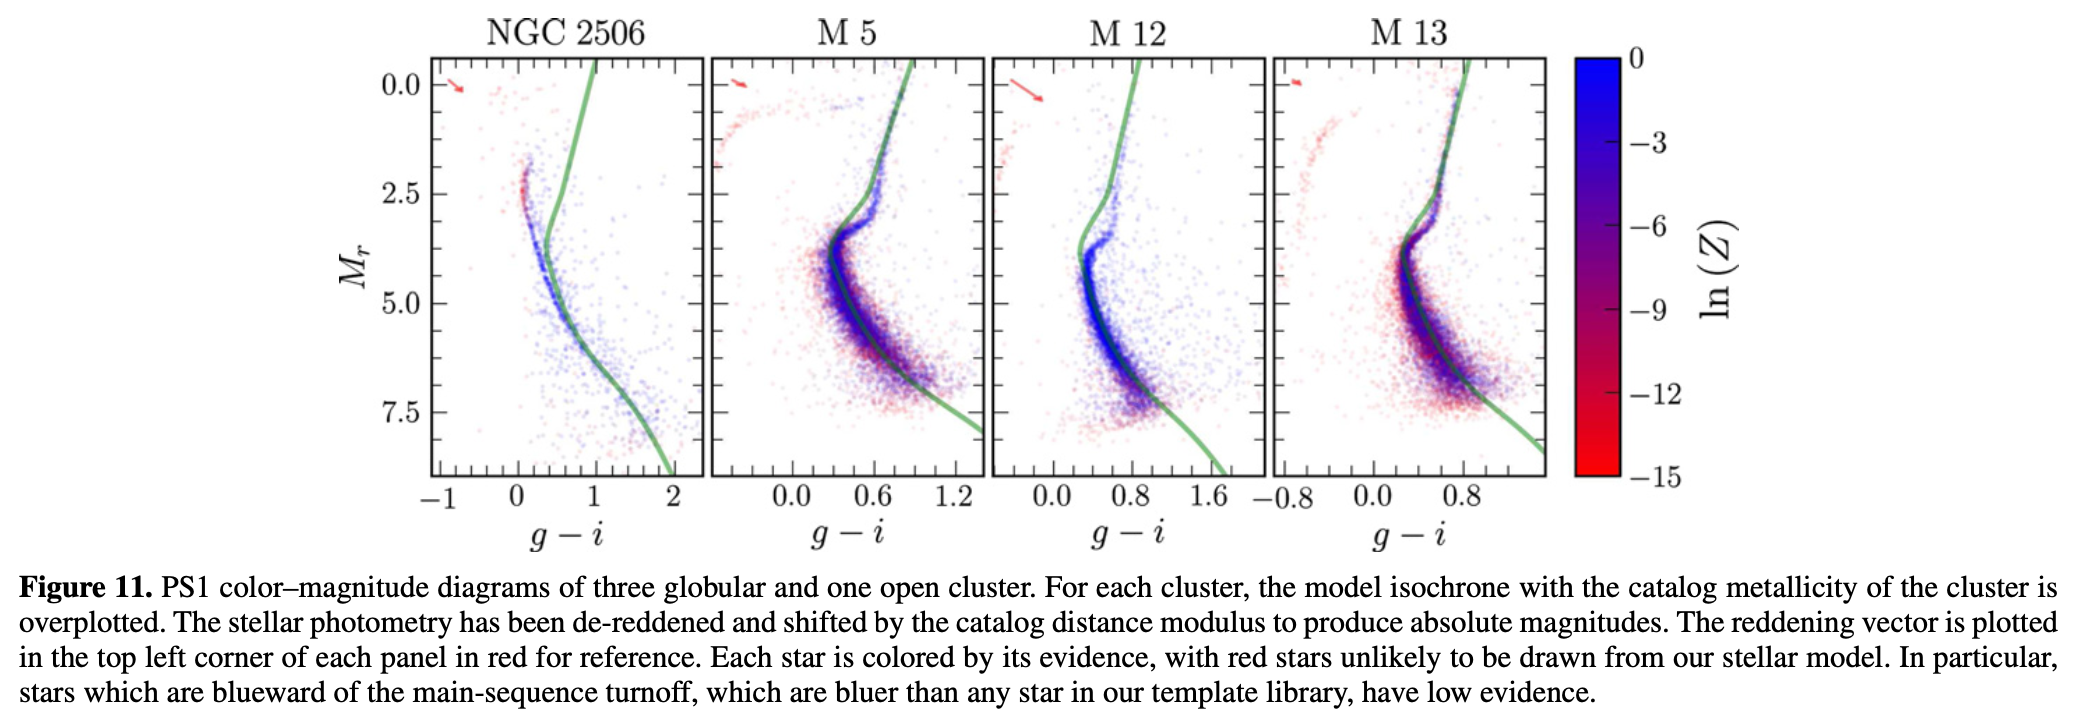 NGC 2506 M 5 M 12 M 13
0.0
2.5
5.0
7.5
M_r
0
−3
−6
−9
−12
−15
ln (Z)
−1 0 1 2 0.0 0.6 1.2 0.0 0.8 1.6 −0.8 0.0 0.8
g − i g − i g − i g − i
Figure 11. PS1 color–magnitude diagrams of three globular and one open cluster. For each cluster, the model isochrone with the catalog metallicity of the cluster is
overplotted. The stellar photometry has been de-reddened and shifted by the catalog distance modulus to produce absolute magnitudes. The reddening vector is plotted
in the top left corner of each panel in red for reference. Each star is colored by its evidence, with red stars unlikely to be drawn from our stellar model. In particular,
stars which are blueward of the main-sequence turnoff, which are bluer than any star in our template library, have low evidence.